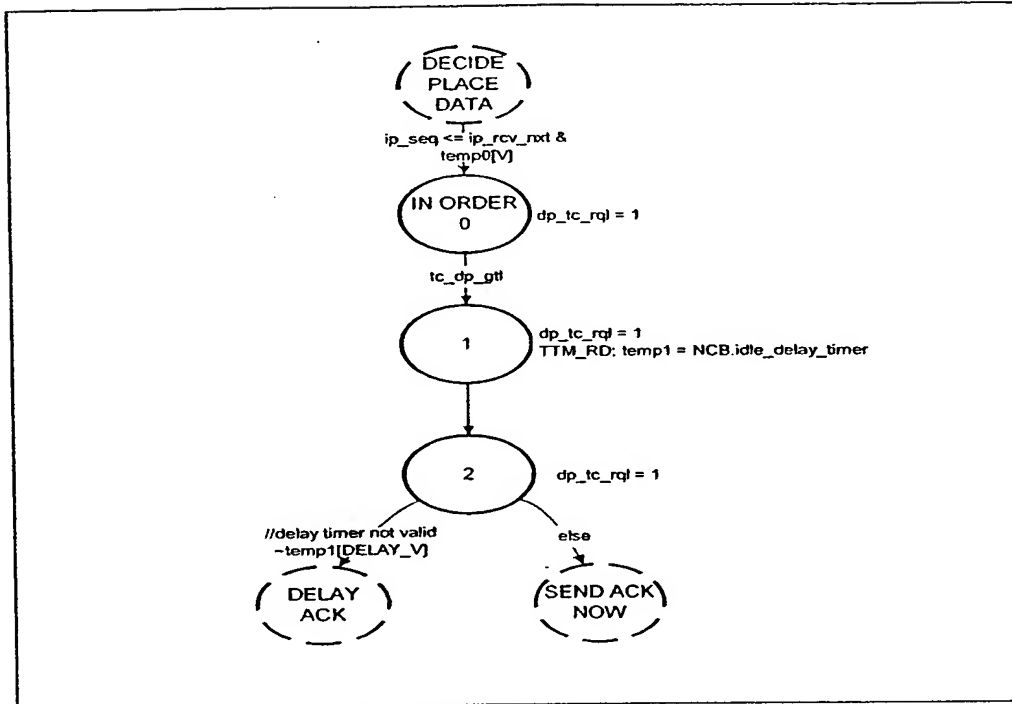 DECIDE
PLACE
DATA
ip_seq <= ip_rcv_nxt &
temp0[V]
IN ORDER
0
dp_tc_rql = 1
tc_dp_gtl
1
dp_tc_rql = 1
TTM_RD; temp1 = NCB.idle_delay_timer
2
dp_tc_rql = 1
//delay timer not valid
~temp1[DELAY_V]
else
DELAY
ACK
SEND ACK
NOW